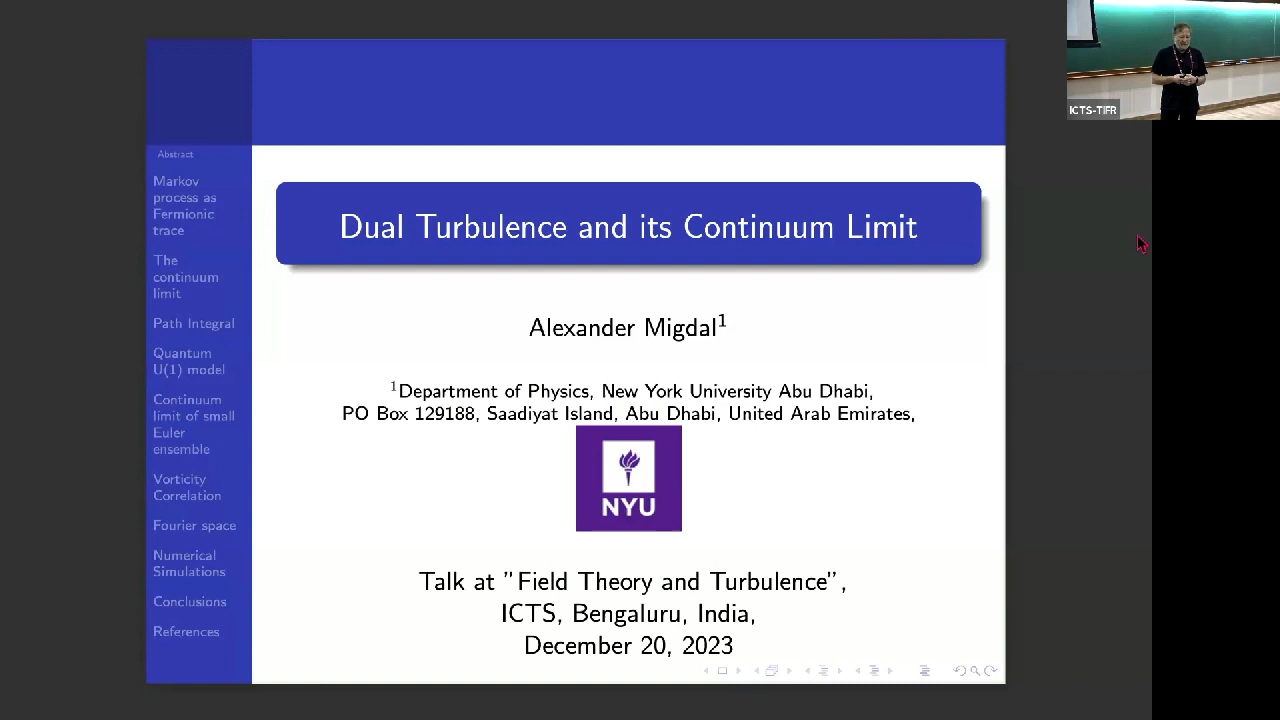 ICTS-TIFR
Abstract
Markov
process as
Fermionic
trace
The
continuum
limit
Path Integral
Quantum
U(1) model
Continuum
limit of small
Euler
ensemble
Vorticity
Correlation
Fourier space
Numerical
Simulations
Conclusions
References
Dual Turbulence and its Continuum Limit
Alexander Migdal¹
¹Department of Physics, New York University Abu Dhabi,
PO Box 129188, Saadiyat Island, Abu Dhabi, United Arab Emirates,
NYU
Talk at ”Field Theory and Turbulence”,
ICTS, Bengaluru, India,
December 20, 2023